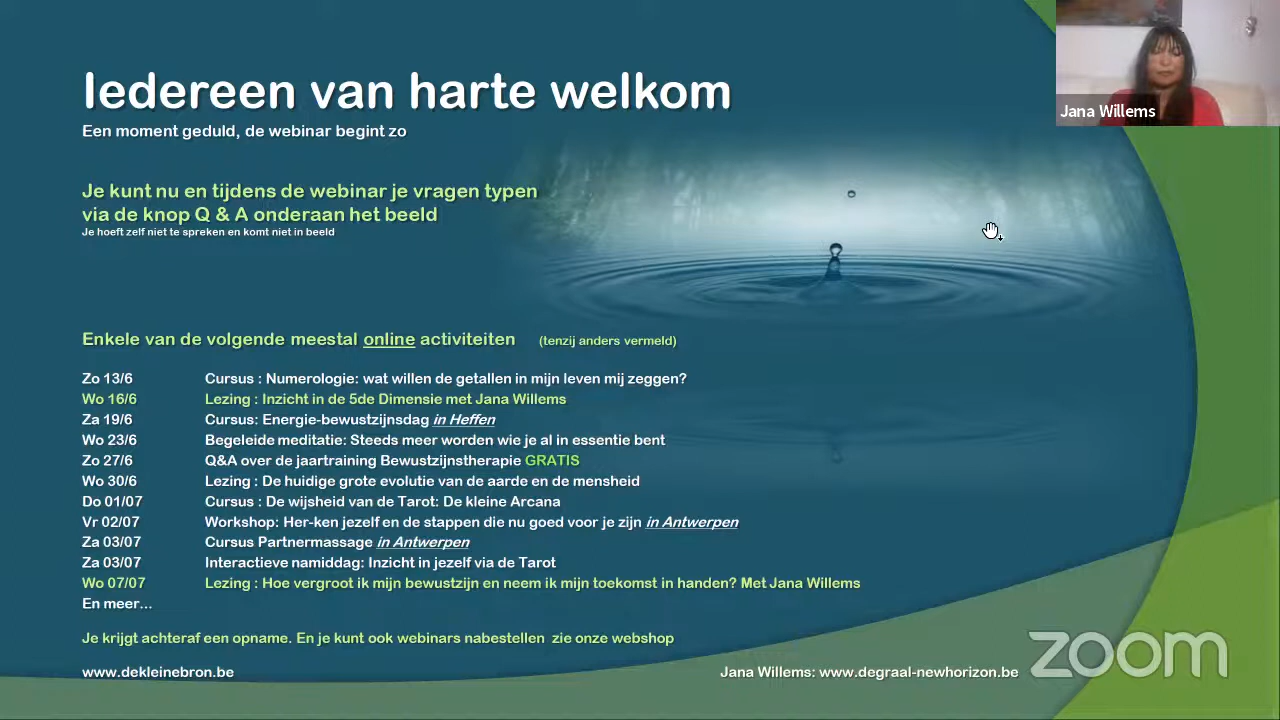 Iedereen van harte welkom
Een moment geduld, de webinar begint zo
Jana Willems
Je kunt nu en tijdens de webinar je vragen typen
via de knop Q & A onderaan het beeld
Je hoeft zelf niet te spreken en komt niet in beeld
Enkele van de volgende meestal online activiteiten (tenzij anders vermeld)
Zo 13/6 Cursus : Numerologie: wat willen de getallen in mijn leven mij zeggen?
Wo 16/6 Lezing : Inzicht in de 5de Dimensie met Jana Willems
Za 19/6 Cursus: Energie-bewustzijnsdag in Heffen
Wo 23/6 Begeleide meditatie: Steeds meer worden wie je al in essentie bent
Zo 27/6 Q&A over de jaartraining Bewustzijnstherapie GRATIS
Wo 30/6 Lezing : De huidige grote evolutie van de aarde en de mensheid
Do 01/07 Cursus : De wijsheid van de Tarot: De kleine Arcana
Vr 02/07 Workshop: Her-ken jezelf en de stappen die nu goed voor je zijn in Antwerpen
Za 03/07 Cursus Partnermassage in Antwerpen
Za 03/07 Interactieve namiddag: Inzicht in jezelf via de Tarot
Wo 07/07 Lezing : Hoe vergroot ik mijn bewustzijn en neem ik mijn toekomst in handen? Met Jana Willems
En meer...
Je krijgt achteraf een opname. En je kunt ook webinars nabestellen zie onze webshop
www.dekleinebron.be
Jana Willems: www.degraal-newhorizon.be
zoom